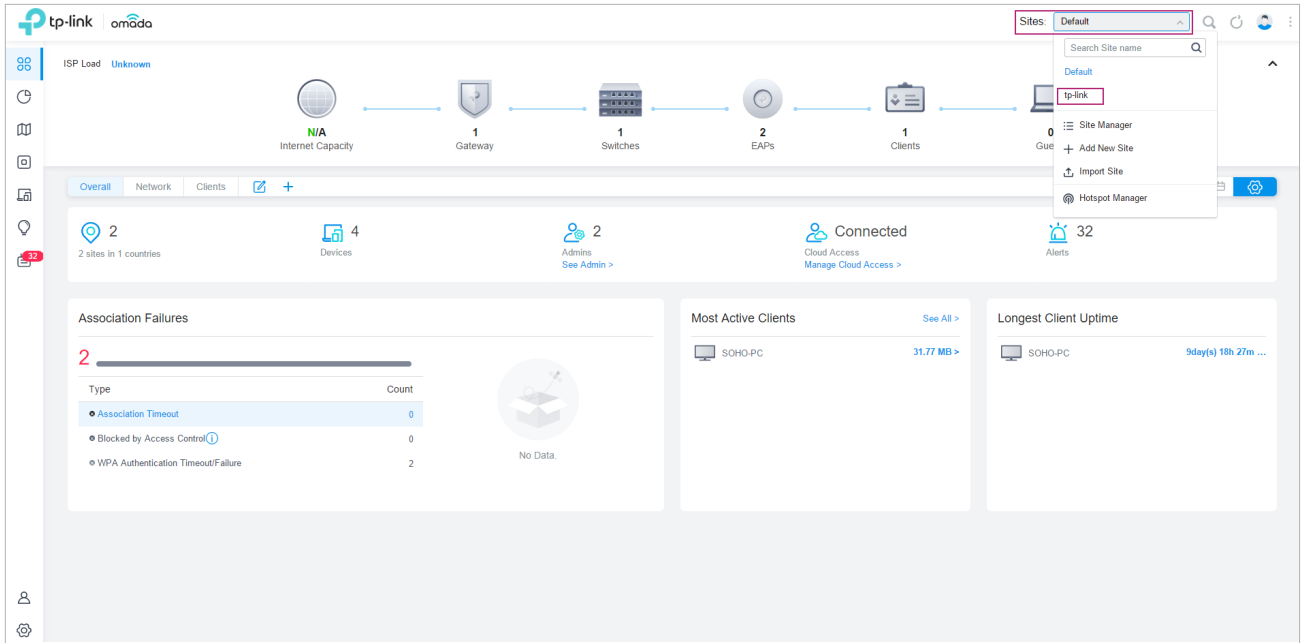 tp-link omada
Sites: Default
Search Site name
Default
tp-link
Site Manager
Add New Site
Import Site
Hotspot Manager
ISP Load Unknown
N/A
Internet Capacity
1
Gateway
1
Switches
2
EAPs
1
Clients
0
Gue
Overall Network Clients
32
2
2 sites in 1 countries
4
Devices
2
Admins
See Admin >
Connected
Cloud Access
Manage Cloud Access >
32
Alerts
Association Failures
2
Type Count
Association Timeout 0
Blocked by Access Control 0
WPA Authentication Timeout/Failure 2
No Data.
Most Active Clients See All >
SOHO-PC 31.77 MB >
Longest Client Uptime
SOHO-PC 9day(s) 18h 27m ...